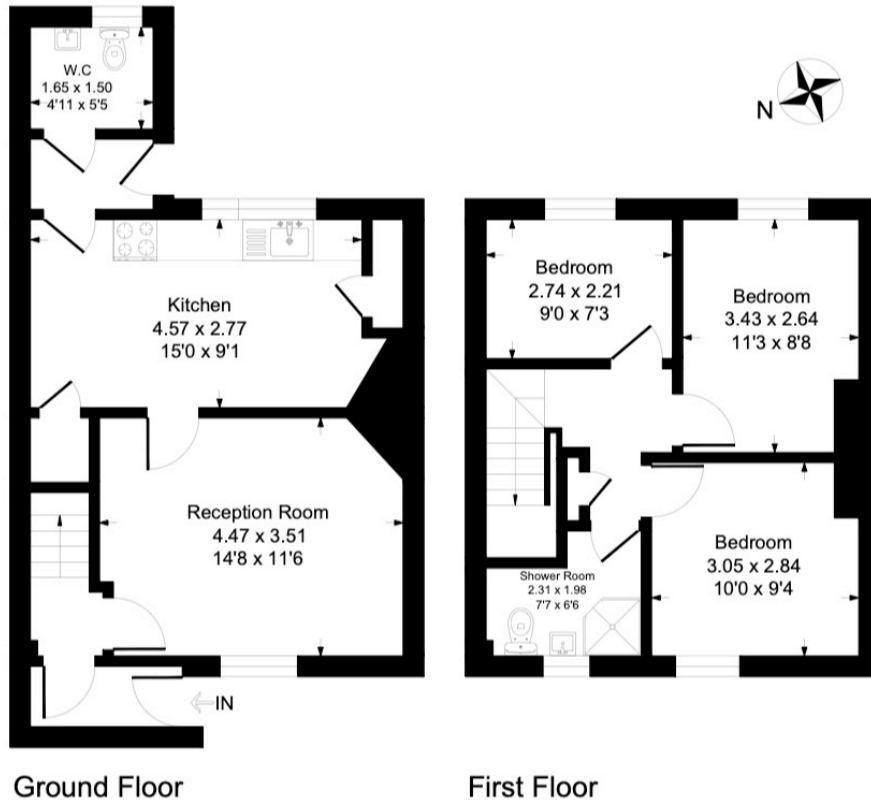 W.C
1.65 x 1.50
4'11 x 5'5
N
Kitchen
4.57 x 2.77
15'0 x 9'1
Reception Room
4.47 x 3.51
14'8 x 11'6
IN
Ground Floor
Bedroom
2.74 x 2.21
9'0 x 7'3
Bedroom
3.43 x 2.64
11'3 x 8'8
Bedroom
3.05 x 2.84
10'0 x 9'4
Shower Room
2.31 x 1.98
7'7 x 6'6
First Floor